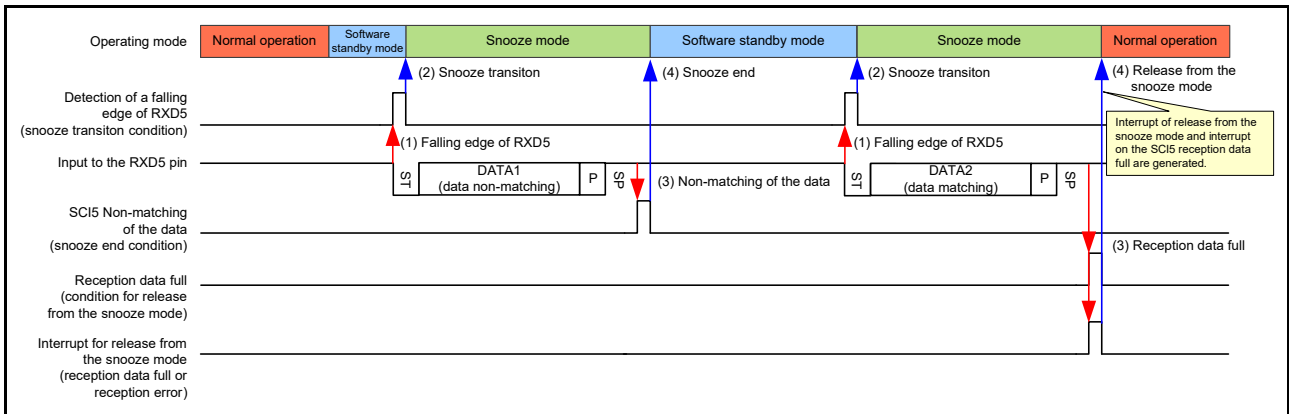 Operating mode
Normal operation
Software
standby mode
Snooze mode
Software standby mode
Snooze mode
Normal operation
(2) Snooze transiton
(4) Snooze end
(2) Snooze transiton
(4) Release from the
snooze mode
Detection of a falling
edge of RXD5
(snooze transiton condition)
Interrupt of release from the
snooze mode and interrupt
on the SCI5 reception data
full are generated.
(1) Falling edge of RXD5
(1) Falling edge of RXD5
Input to the RXD5 pin
ST
DATA1
(data non-matching)
P
SP
(3) Non-matching of the data
ST
DATA2
(data matching)
P
SP
SCI5 Non-matching
of the data
(snooze end condition)
(3) Reception data full
Reception data full
(condition for release
from the snooze mode)
Interrupt for release from
the snooze mode
(reception data full or
reception error)